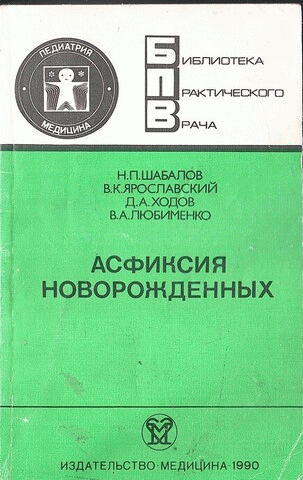 ПЕДИАТРИЯ
МЕДИЦИНА
БИБЛИОТЕКА
ПРАКТИЧЕСКОГО
ВРАЧА
Н.П.ШАБАЛОВ
В.К.ЯРОСЛАВСКИЙ
Д.А.ХОДОВ
В.А.ЛЮБИМЕНКО
АСФИКСИЯ
НОВОРОЖДЕННЫХ
ИЗДАТЕЛЬСТВО·МЕДИЦИНА·1990